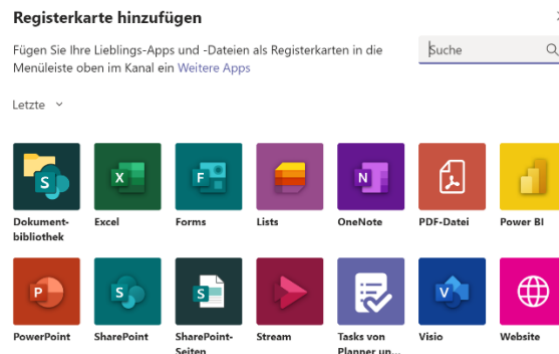 Registerkarte hinzufügen
Fügen Sie Ihre Lieblings-Apps und -Dateien als Registerkarten in die
Menüleiste oben im Kanal ein Weitere Apps
Suche
Letzte
Dokument-
bibliothek
Excel
Forms
Lists
OneNote
PDF-Datei
Power BI
PowerPoint
SharePoint
SharePoint-
Seiten
Stream
Tasks von
Planner un...
Visio
Website